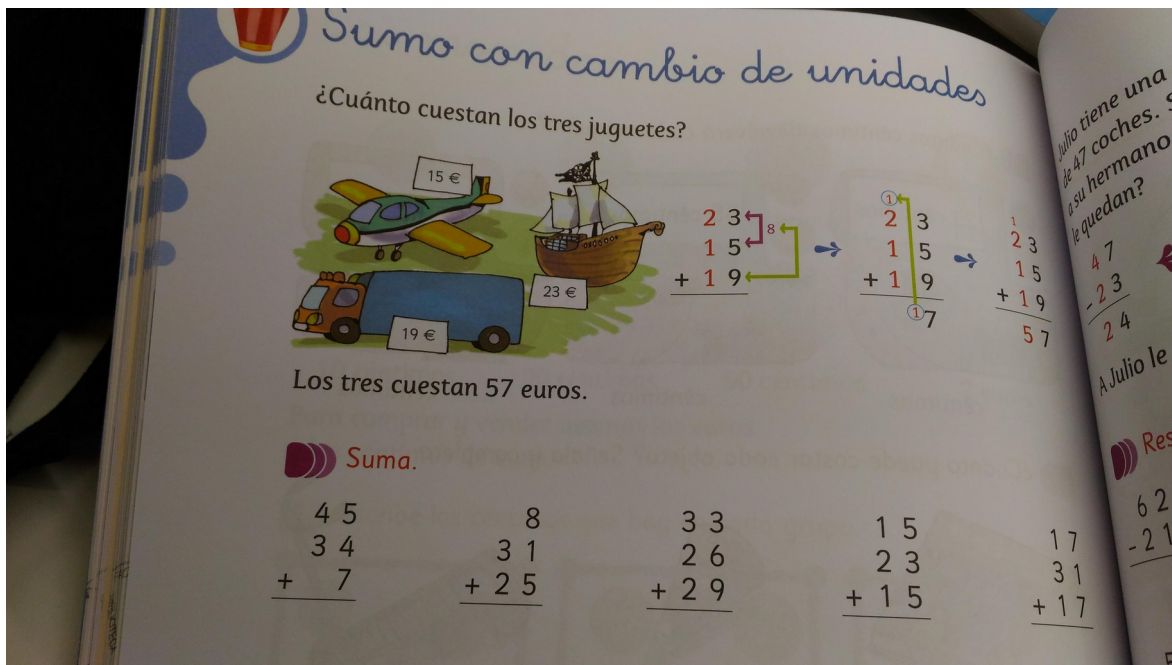 Sumo con cambio de unidades
¿Cuánto cuestan los tres juguetes?
15 €
23 €
19 €
2 3
1 5
+ 1 9
8
1
2 3
1 5
+ 1 9
1 7
1
2 3
1 5
+ 1 9
5 7
Los tres cuestan 57 euros.
Suma.
4 5
3 4
+ 7
8
3 1
+ 2 5
3 3
2 6
+ 2 9
1 5
2 3
+ 1 5
1 7
3 1
+ 1 7
Julio tiene una
de 47 coches.
a su hermano
le quedan?
4 7
- 2 3
2 4
A Julio le
Res
6 2
- 2 1